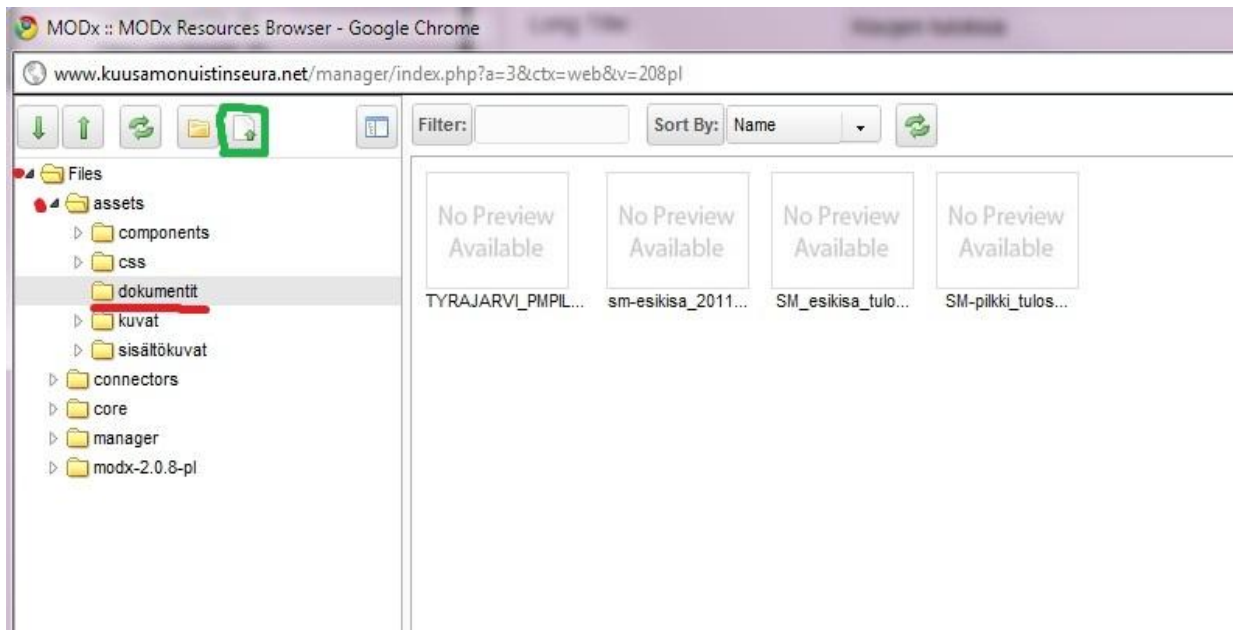 MODx :: MODx Resources Browser - Google Chrome
www.kuusamonuistinseura.net/manager/index.php?a=3&ctx=web&v=208pl
Filter:
Sort By: Name
Files
assets
components
css
dokumentit
kuvat
sisältökuvat
connectors
core
manager
modx-2.0.8-pl
No Preview Available
No Preview Available
No Preview Available
No Preview Available
TYRAJARVI_PMPIL... sm-esikisa_2011... SM_esikisa_tulo... SM-pilkki_tulos...